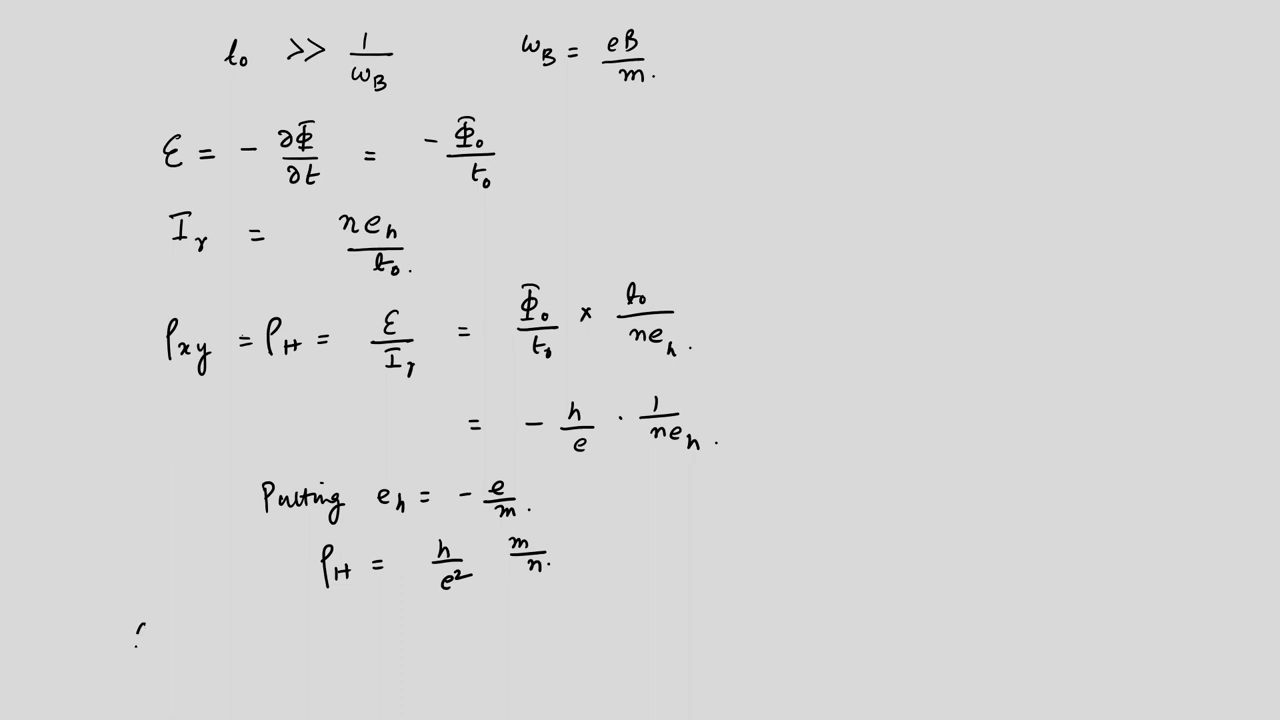 t₀ >> 1/ω_B    ω_B = eB/m.
ℰ = - ∂Φ/∂t = - Φ₀/t₀
I_r = ne_h/t₀.
ρ_xy = ρ_H = ℰ/I_r = Φ₀/t₀ × t₀/ne_h.
= - h/e · 1/ne_h.
Putting e_h = - e/m.
ρ_H = h/e² m/n.